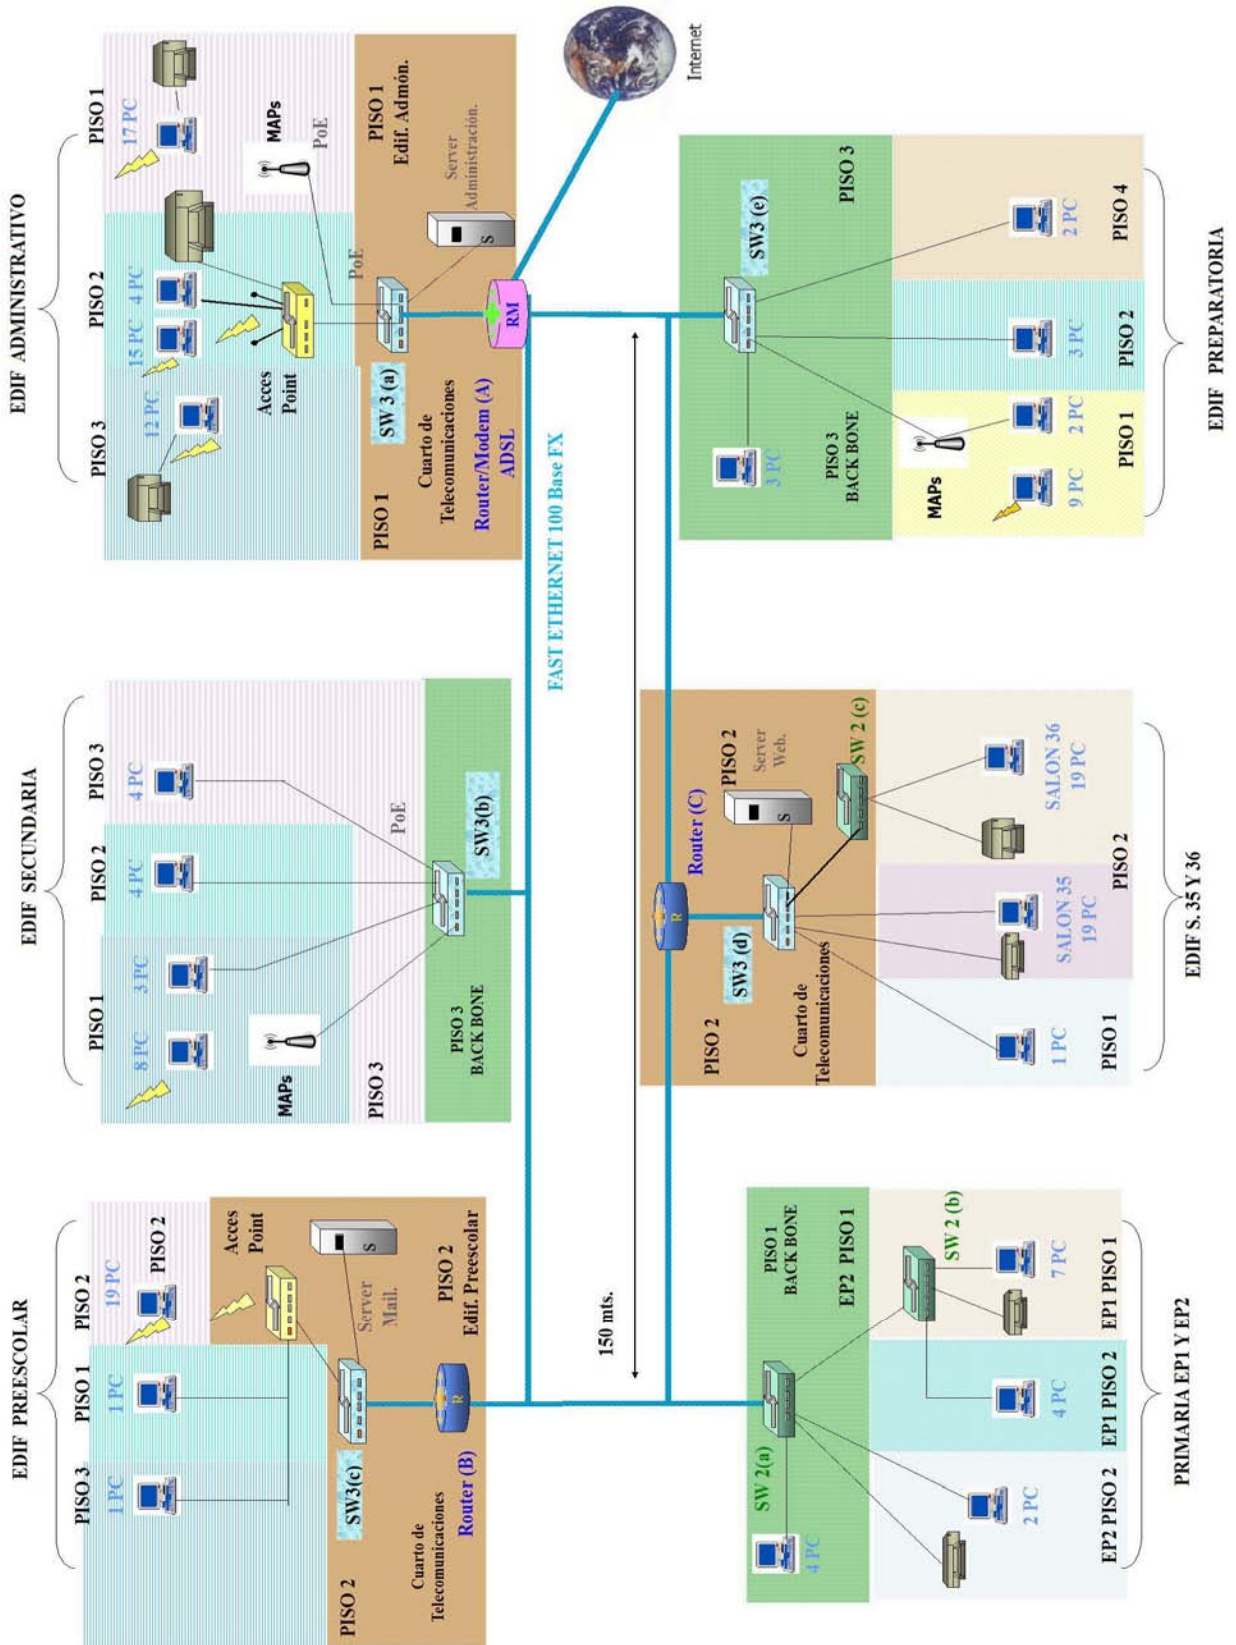 EDIF PREESCOLAR
PISO 3
PISO 1
PISO 2
1 PC
1 PC
19 PC
PISO 2
Acces
Point
SW3(c)
Server
Mail.
S
PISO 2
Cuarto de
Telecomunicaciones
Router (B)
R
PISO 2
Edif. Preescolar
EDIF SECUNDARIA
PISO 1
PISO 2
PISO 3
8 PC
3 PC
4 PC
4 PC
MAPs
PISO 3
PoE
PISO 3
BACK BONE
SW3(b)
EDIF ADMINISTRATIVO
PISO 3
PISO 2
PISO 1
12 PC
15 PC
4 PC
17 PC
Acces
Point
MAPs
PoE
PoE
PISO 1
SW 3 (a)
Cuarto de
Telecomunicaciones
Router/Modem (A)
ADSL
RM
Server
Administración.
S
PISO 1
Edif. Admón.
Internet
FAST ETHERNET 100 Base FX
150 mts.
SW 2(a)
4 PC
PISO 1
BACK BONE
EP2 PISO 1
SW 2 (b)
2 PC
4 PC
7 PC
EP2 PISO 2
EP1 PISO 2
EP1 PISO 1
PRIMARIA EP1 Y EP2
Router (C)
R
PISO 2
SW3 (d)
Cuarto de
Telecomunicaciones
PISO 2
Server
Web.
S
SW 2 (c)
1 PC
SALON 35
19 PC
SALON 36
19 PC
PISO 1
PISO 2
EDIF S. 35 Y 36
SW3 (e)
3 PC
PISO 3
BACK BONE
PISO 3
MAPs
9 PC
2 PC
3 PC
2 PC
PISO 1
PISO 2
PISO 4
EDIF PREPARATORIA